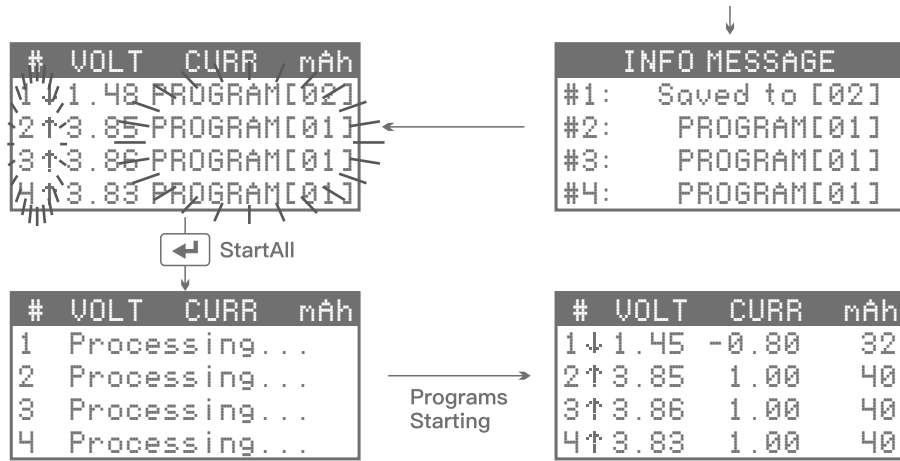 # VOLT CURR mAh
1↓1.48 PROGRAM[02]
2↑3.85 PROGRAM[01]
3↑3.86 PROGRAM[01]
4↑3.83 PROGRAM[01]
INFO MESSAGE
#1: Saved to [02]
#2: PROGRAM[01]
#3: PROGRAM[01]
#4: PROGRAM[01]
StartAll
# VOLT CURR mAh
1 Processing...
2 Processing...
3 Processing...
4 Processing...
Programs
Starting
# VOLT CURR mAh
1↓1.45 -0.80 32
2↑3.85 1.00 40
3↑3.86 1.00 40
4↑3.83 1.00 40